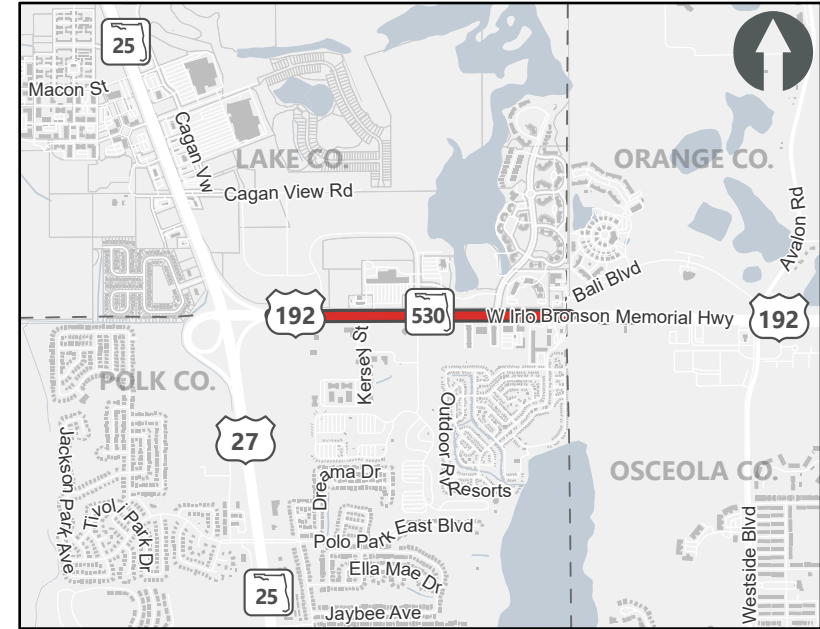 25
Macon St
Cagan Vw
LAKE CO.
ORANGE CO.
Cagan View Rd
Avalon Rd
Bali Blvd
192
530
W Irlo Bronson Memorial Hwy
192
Kersey St
POLK CO.
27
Outdoor RV
Resorts
OSCEOLA CO.
Jackson Park Ave
Tivoli Park Dr
Dreanna Dr
Polo Park East Blvd
Ella Mae Dr
25
Jaybee Ave
Westside Blvd